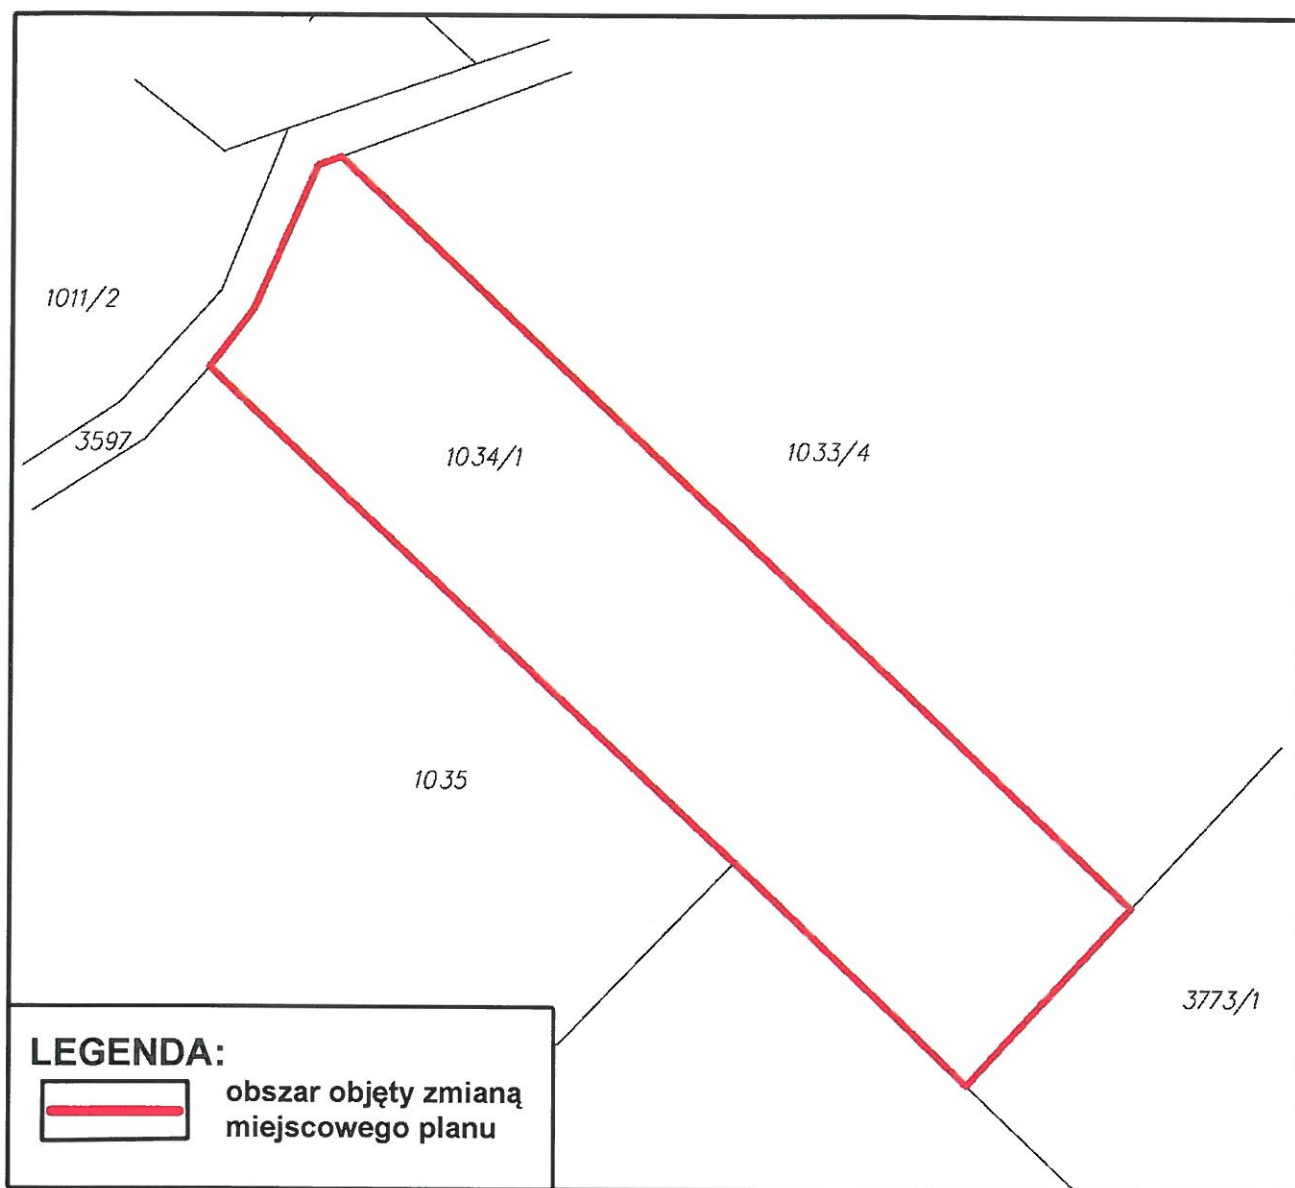 1011/2
3597
1034/1
1033/4
1035
3773/1
LEGENDA:
obszar objęty zmianą
miejscowego planu